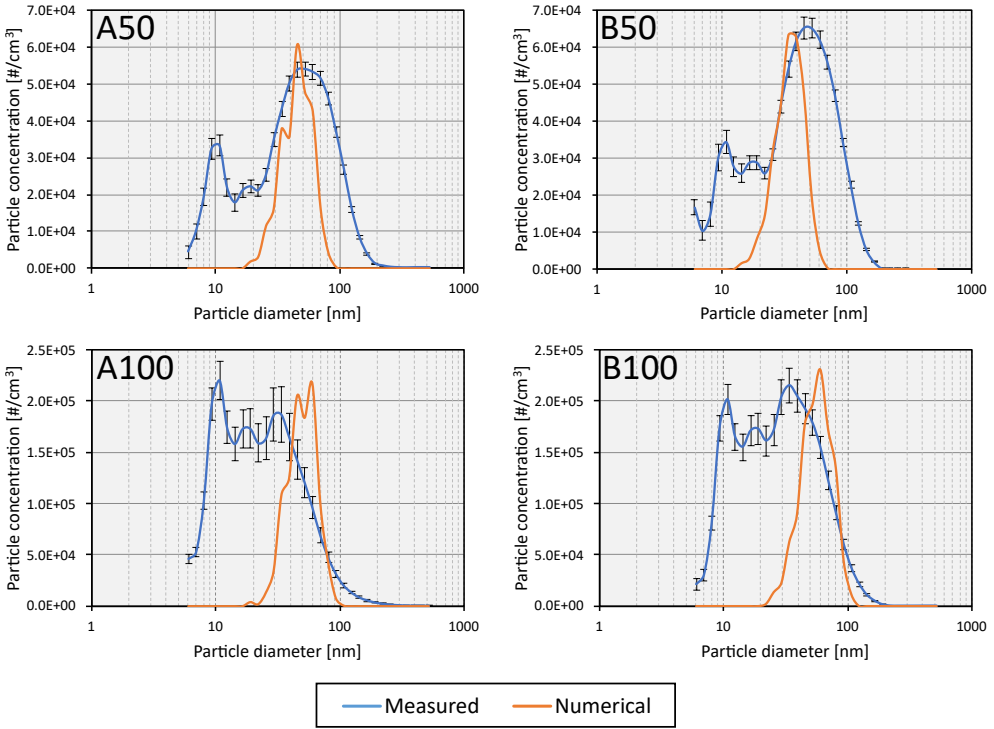 A50
Particle concentration [#/cm³]
7.0E+04
6.0E+04
5.0E+04
4.0E+04
3.0E+04
2.0E+04
1.0E+04
0.0E+00
1 10 100 1000
Particle diameter [nm]
B50
Particle concentration [#/cm³]
7.0E+04
6.0E+04
5.0E+04
4.0E+04
3.0E+04
2.0E+04
1.0E+04
0.0E+00
1 10 100 1000
Particle diameter [nm]
A100
Particle concentration [#/cm³]
2.5E+05
2.0E+05
1.5E+05
1.0E+05
5.0E+04
0.0E+00
1 10 100 1000
Particle diameter [nm]
B100
Particle concentration [#/cm³]
2.5E+05
2.0E+05
1.5E+05
1.0E+05
5.0E+04
0.0E+00
1 10 100 1000
Particle diameter [nm]
Measured Numerical